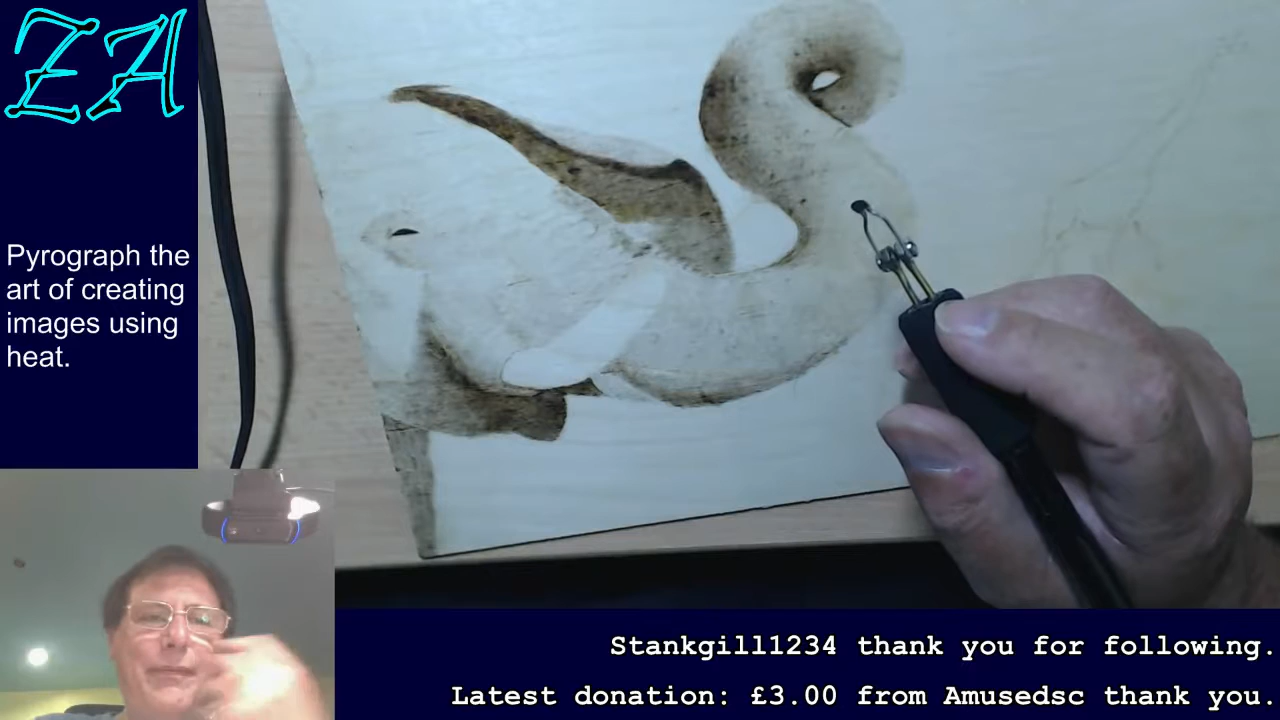 ZA
Pyrograph the
art of creating
images using
heat.
Stankgill1234 thank you for following.
Latest donation: £3.00 from Amusedsc thank you.